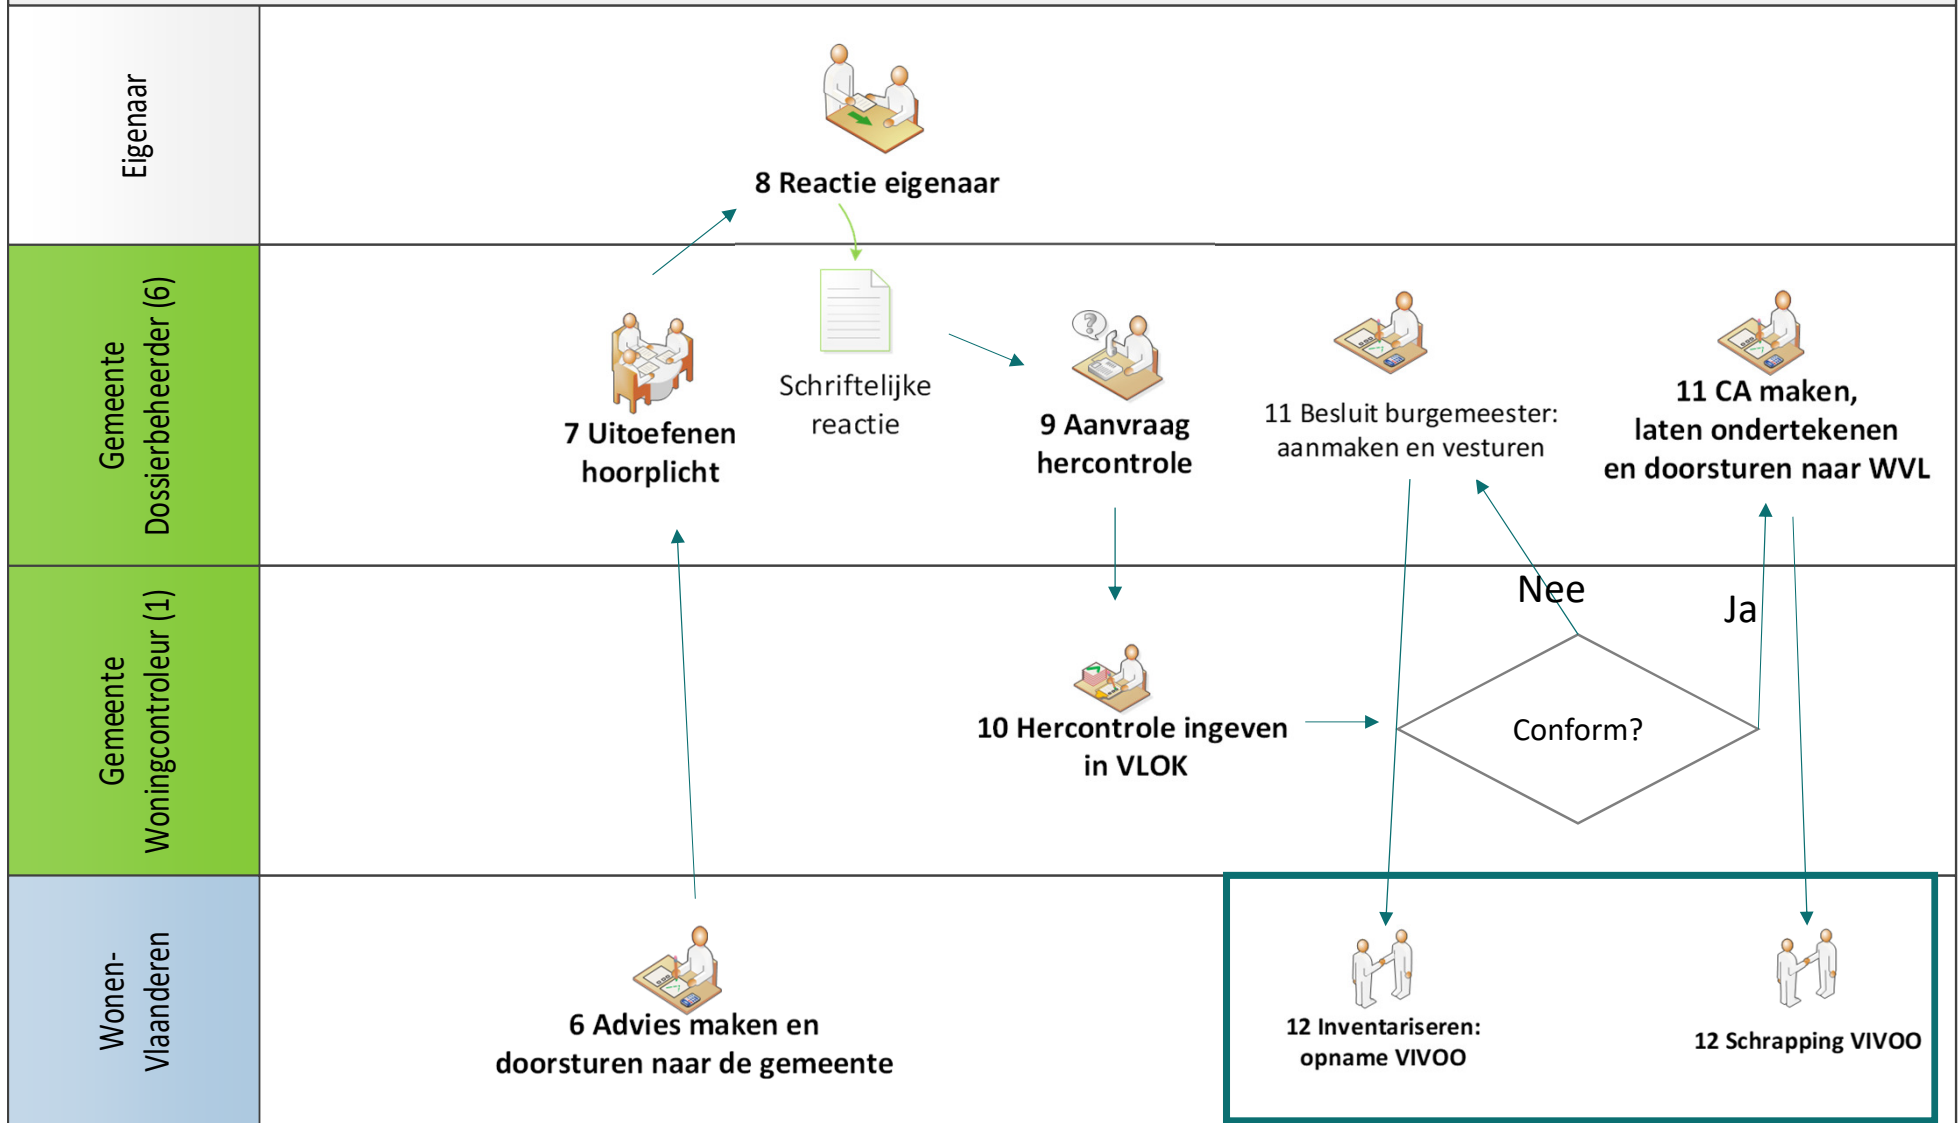 Eigenaar
8 Reactie eigenaar
Gemeente
Dossierbeheerder (6)
7 Uitoefenen
hoorplicht
Schriftelijke
reactie
9 Aanvraag
hercontrole
11 Besluit burgemeester:
aanmaken en vesturen
11 CA maken,
laten ondertekenen
en doorsturen naar WVL
Gemeente
Woningcontroleur (1)
10 Hercontrole ingeven
in VLOK
Nee
Ja
Conform?
Wonen-
Vlaanderen
6 Advies maken en
doorsturen naar de gemeente
12 Inventariseren:
opname VIVOO
12 Schrapping VIVOO